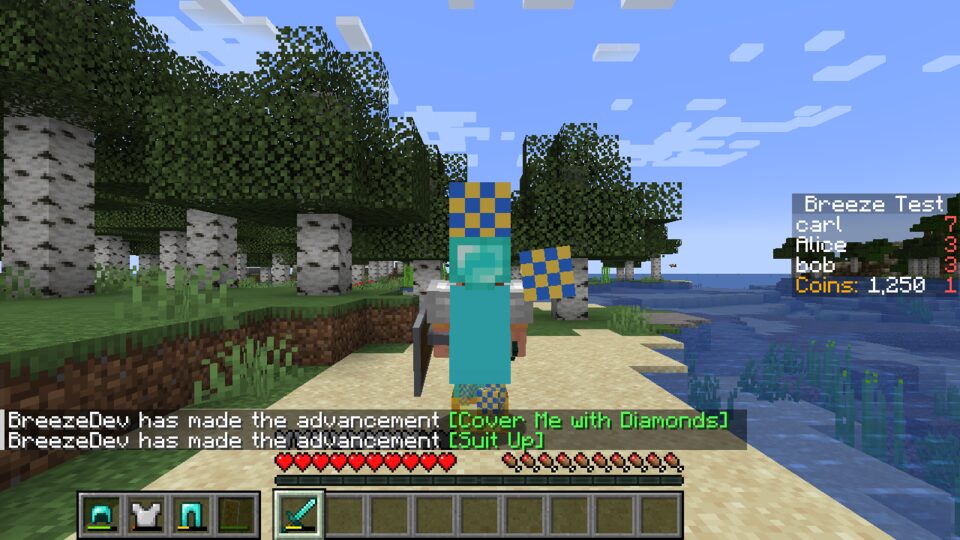 Breeze Test
carl 7
Alice 3
bob 3
Coins: 1,250 1
BreezeDev has made the advancement [Cover Me with Diamonds]
BreezeDev has made the advancement [Suit Up]